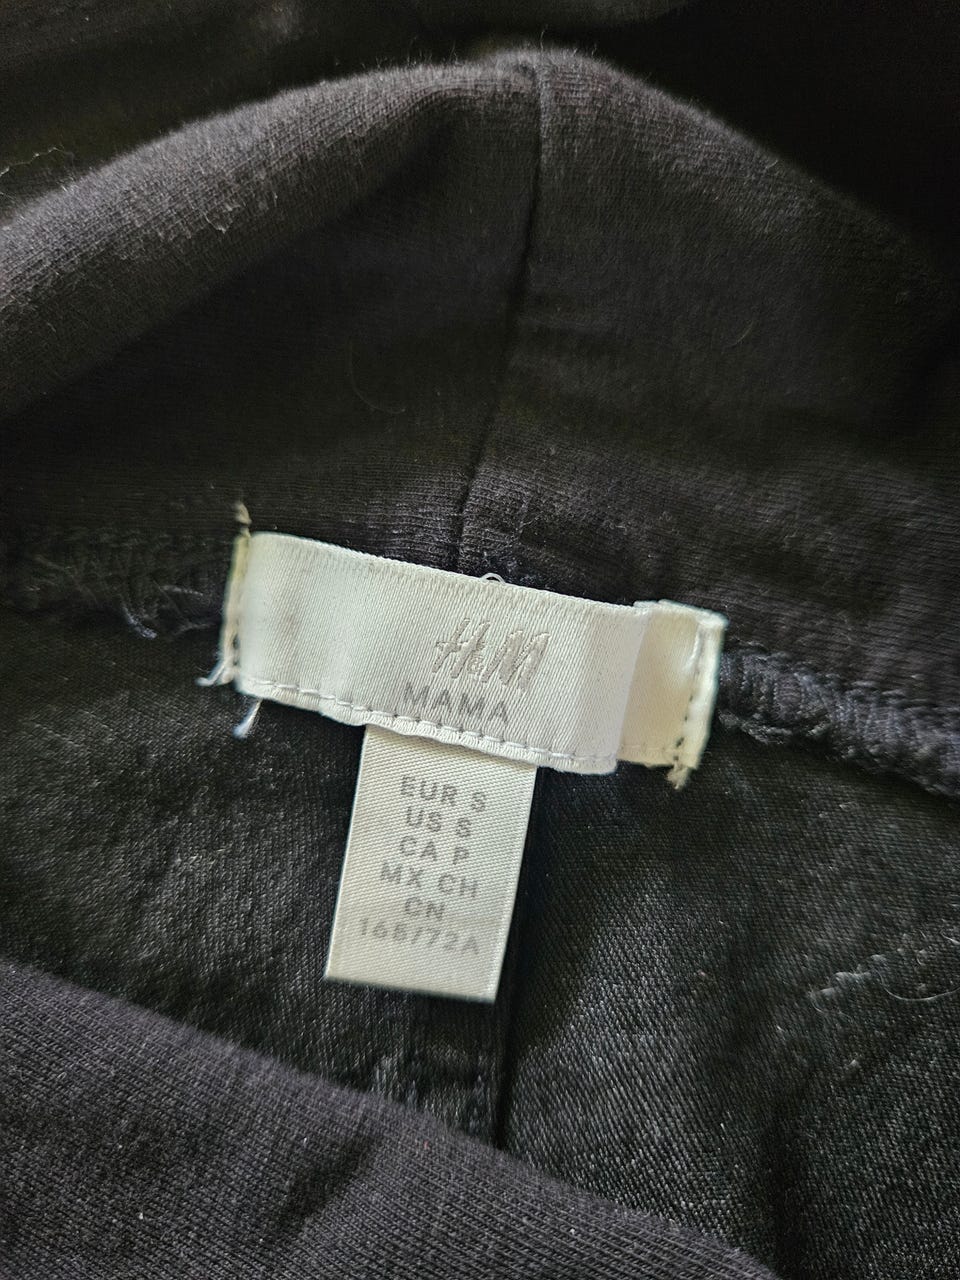 H&M
MAMA
EUR S
US S
CA P
MX CH
CN
165/72A